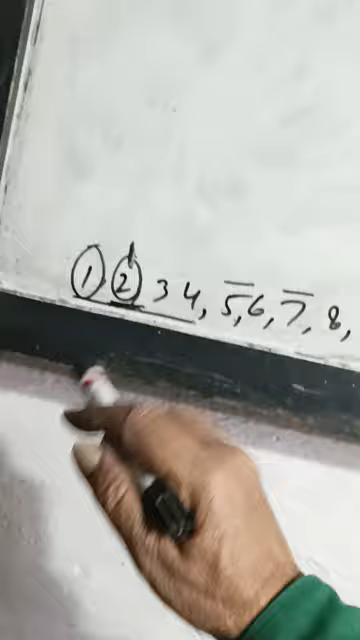 1, 2 3 4, 5, 6, 7, 8,